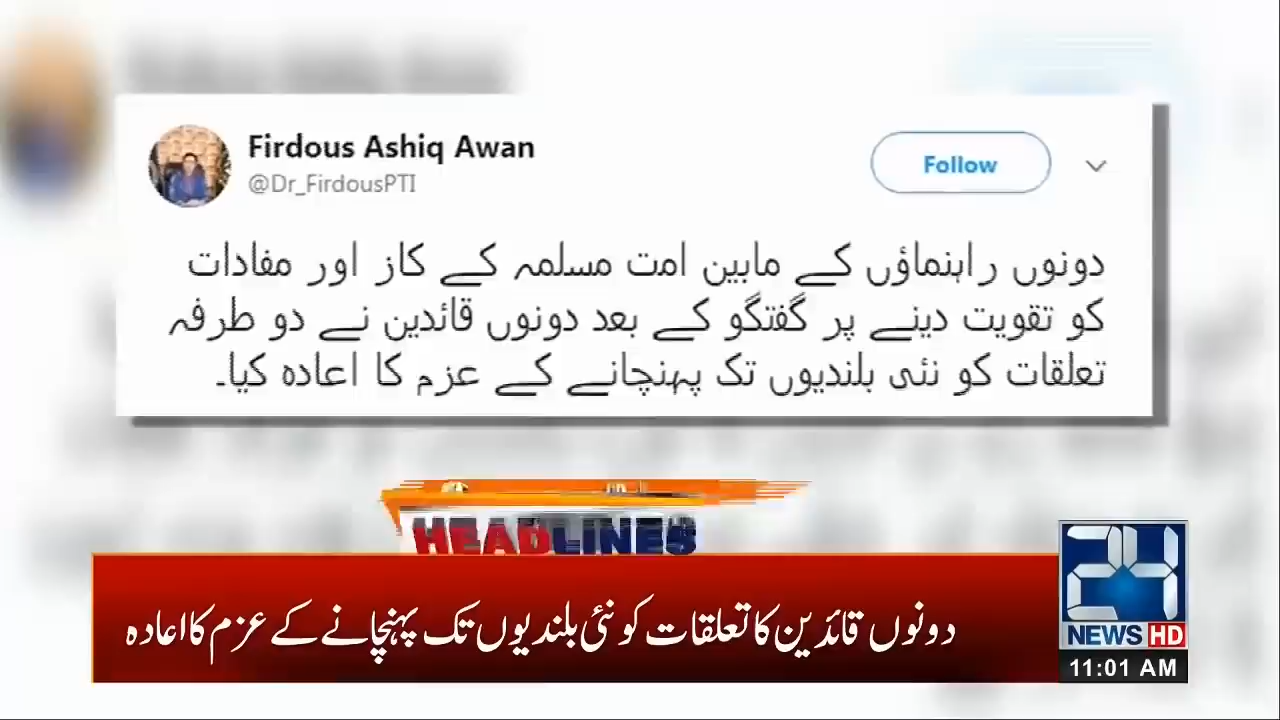 Firdous Ashiq Awan
@Dr_FirdousPTI
Follow
دونوں راہنماؤں کے مابین امت مسلمہ کے کاز اور مفادات
کو تقویت دینے پر گفتگو کے بعد دونوں قائدین نے دو طرفہ
تعلقات کو نئی بلندیوں تک پہنچانے کے عزم کا اعادہ کیا۔
HEADLINES
دونوں قائدین کا تعلقات کو نئی بلندیوں تک پہنچانے کے عزم کا اعادہ
24
NEWS HD
11:01 AM